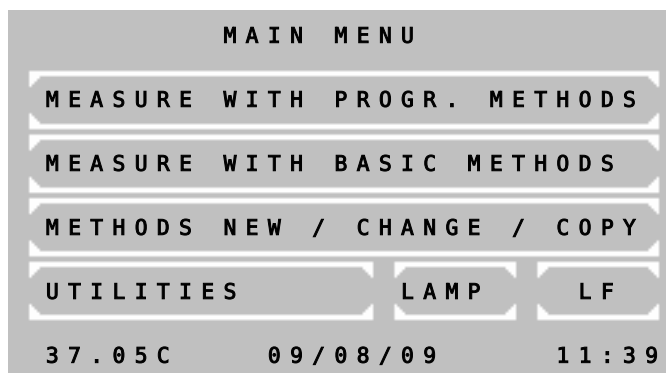 MAIN MENU
MEASURE WITH PROGR. METHODS
MEASURE WITH BASIC METHODS
METHODS NEW / CHANGE / COPY
UTILITIES LAMP LF
37.05C 09/08/09 11:39